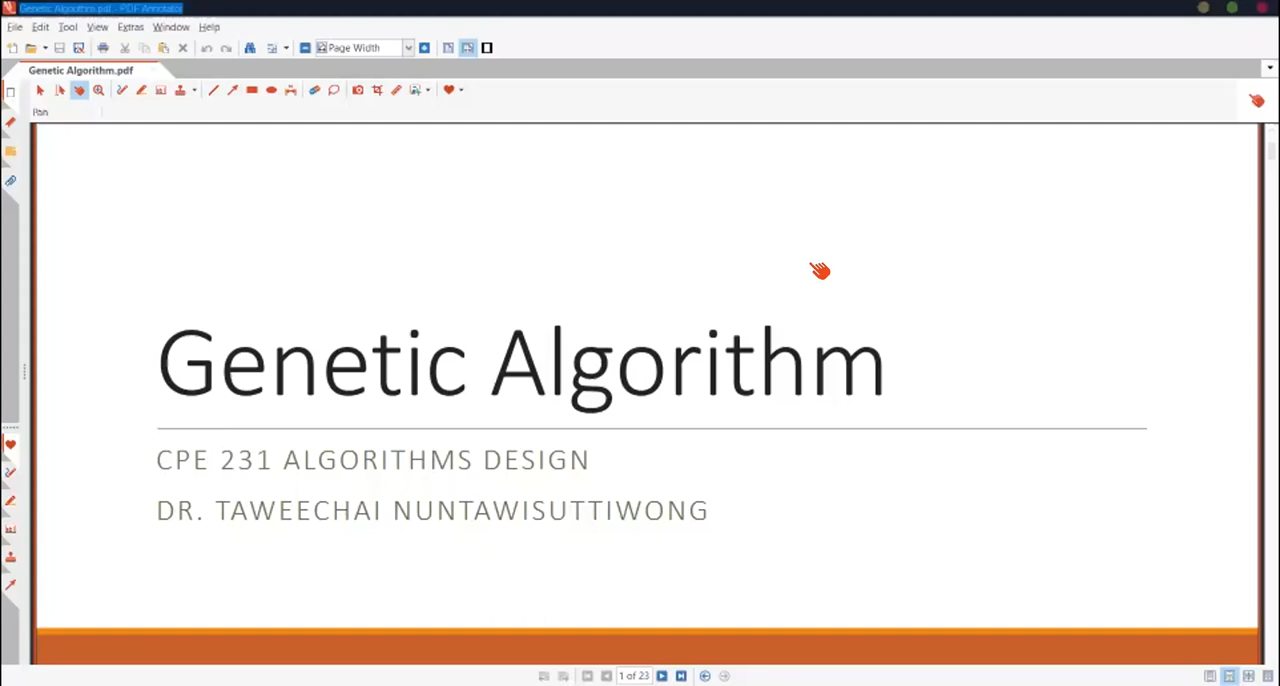 Genetic Algorithm.pdf - PDF Annotator
File Edit Tool View Extras Window Help
Page Width
Genetic Algorithm.pdf
Pan
Genetic Algorithm
CPE 231 ALGORITHMS DESIGN
DR. TAWEECHAI NUNTAWISUTTIWONG
1 of 23